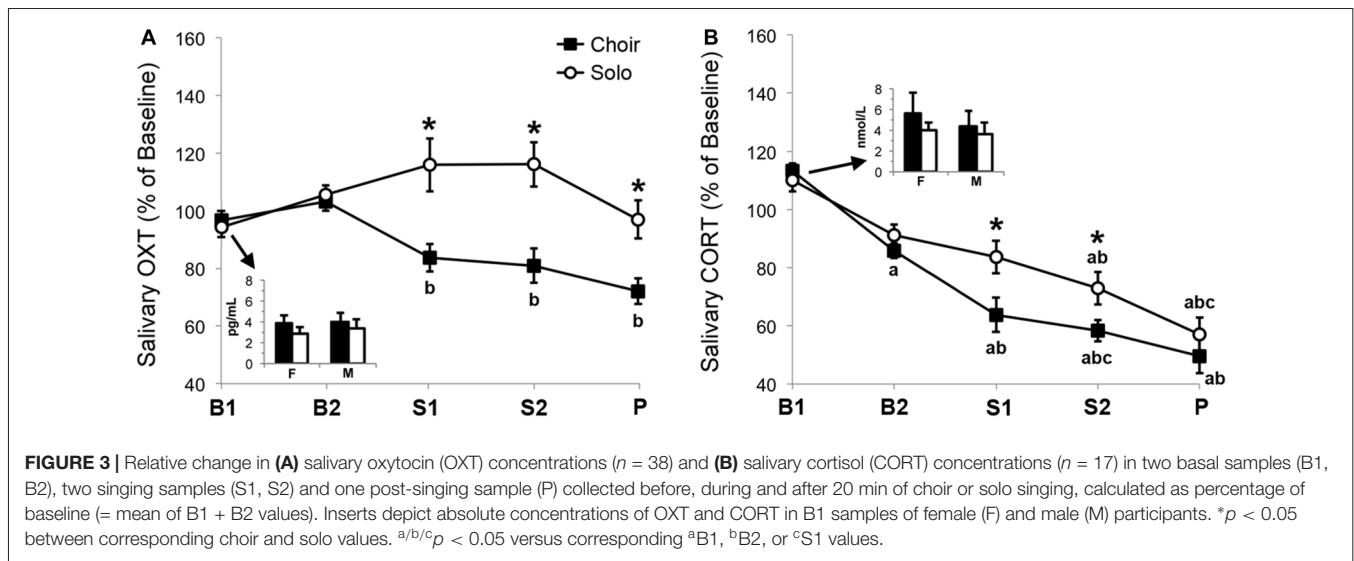 A
Salivary OXT (% of Baseline)
160
140
120
100
80
60
40
Choir
Solo
*
*
*
b
b
b
pg/mL
8
6
4
2
0
F
M
B1
B2
S1
S2
P
B
Salivary CORT (% of Baseline)
160
140
120
100
80
60
40
nmol/L
8
6
4
2
0
F
M
*
*
ab
abc
a
ab
abc
ab
B1
B2
S1
S2
P
FIGURE 3 | Relative change in (A) salivary oxytocin (OXT) concentrations (n = 38) and (B) salivary cortisol (CORT) concentrations (n = 17) in two basal samples (B1,
B2), two singing samples (S1, S2) and one post-singing sample (P) collected before, during and after 20 min of choir or solo singing, calculated as percentage of
baseline (= mean of B1 + B2 values). Inserts depict absolute concentrations of OXT and CORT in B1 samples of female (F) and male (M) participants. *p < 0.05
between corresponding choir and solo values. a/b/cp < 0.05 versus corresponding aB1, bB2, or cS1 values.